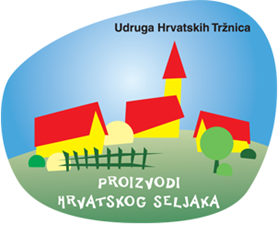 Udruga Hrvatskih Tržnica
PROIZVODI
HRVATSKOG SELJAKA